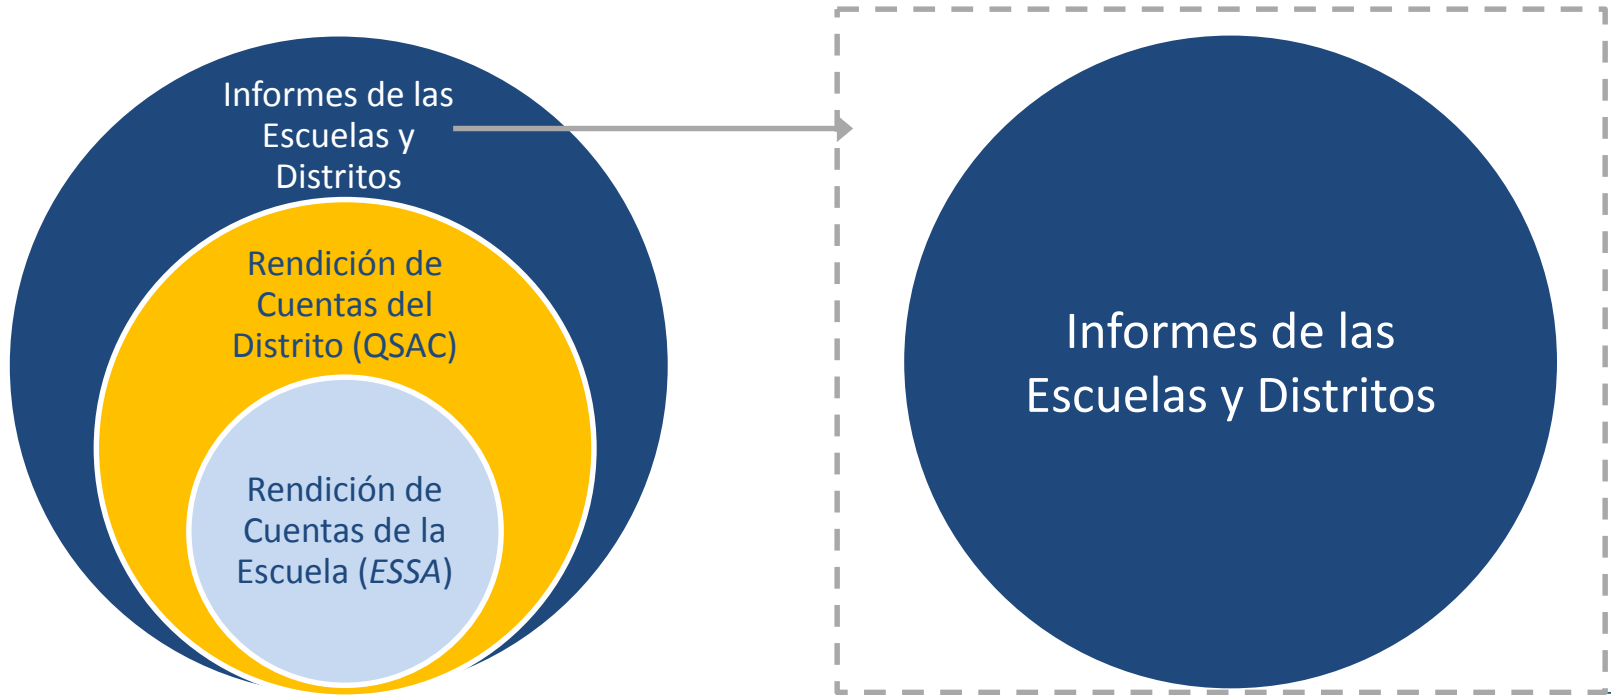 Informes de las
Escuelas y
Distritos
Rendición de
Cuentas del
Distrito (QSAC)
Rendición de
Cuentas de la
Escuela (ESSA)
Informes de las
Escuelas y Distritos